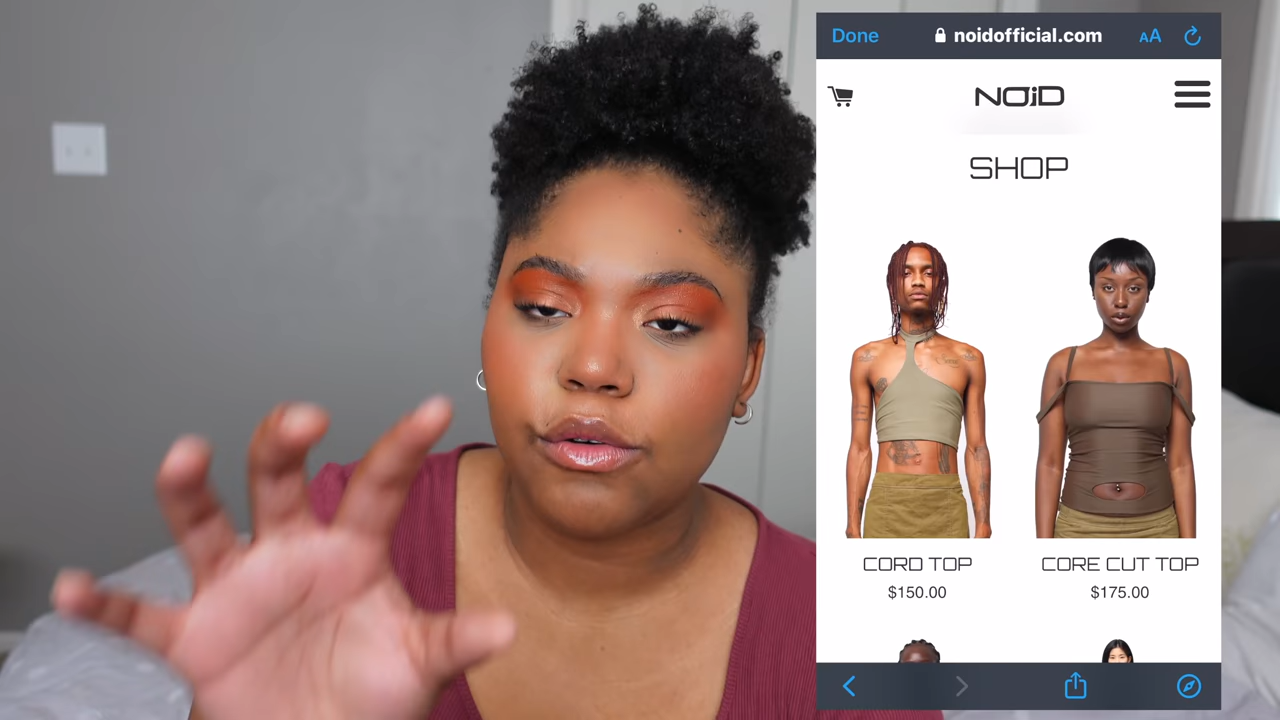 Done
noidofficial.com
AA
NOID
SHOP
CORD TOP
$150.00
CORE CUT TOP
$175.00